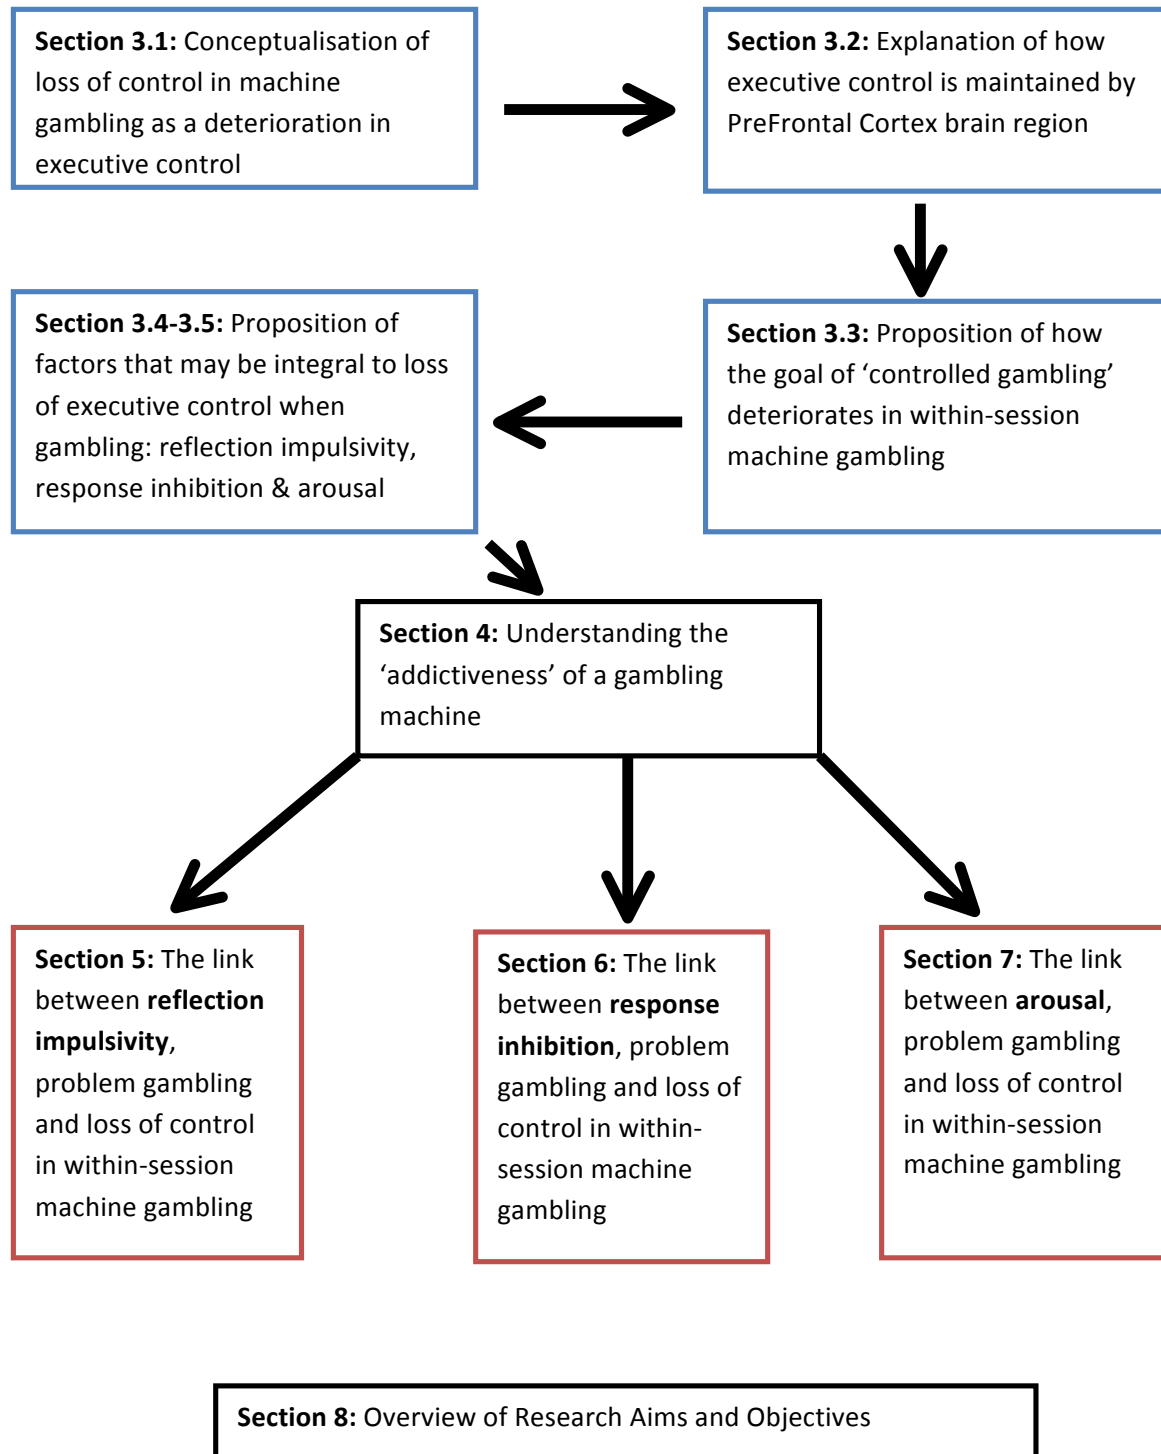 Section 3.1: Conceptualisation of
loss of control in machine
gambling as a deterioration in
executive control
Section 3.2: Explanation of how
executive control is maintained by
PreFrontal Cortex brain region
Section 3.3: Proposition of how
the goal of ‘controlled gambling’
deteriorates in within-session
machine gambling
Section 3.4-3.5: Proposition of
factors that may be integral to loss
of executive control when
gambling: reflection impulsivity,
response inhibition & arousal
Section 4: Understanding the
‘addictiveness’ of a gambling
machine
Section 5: The link
between reflection
impulsivity,
problem gambling
and loss of control
in within-session
machine gambling
Section 6: The link
between response
inhibition, problem
gambling and loss of
control in within-
session machine
gambling
Section 7: The link
between arousal,
problem gambling
and loss of control
in within-session
machine gambling
Section 8: Overview of Research Aims and Objectives